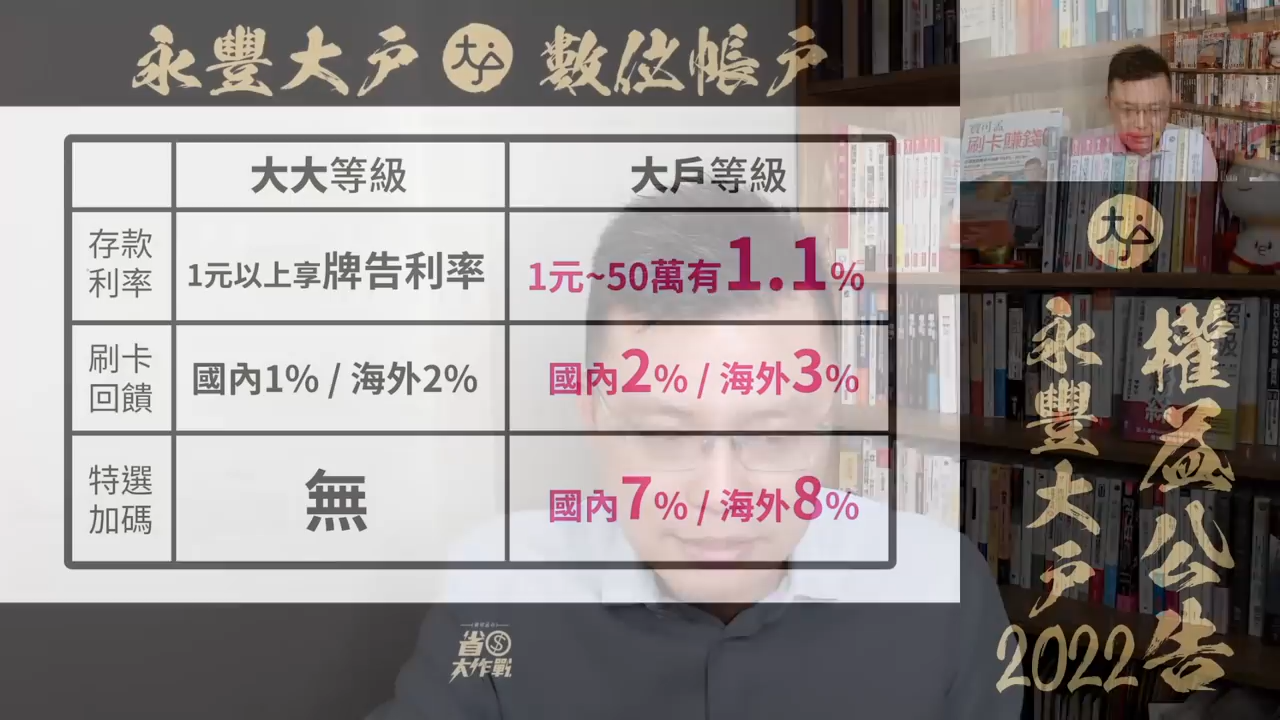 永豐大戶 大戶 數位帳戶
大大等級
大戶等級
存款
利率
1元以上享牌告利率
1元~50萬有1.1%
刷卡
回饋
國內1% / 海外2%
國內2% / 海外3%
特選
加碼
無
國內7% / 海外8%
省
大作戰
刷卡賺錢
大戶
權益公告
永豐大戶
2022